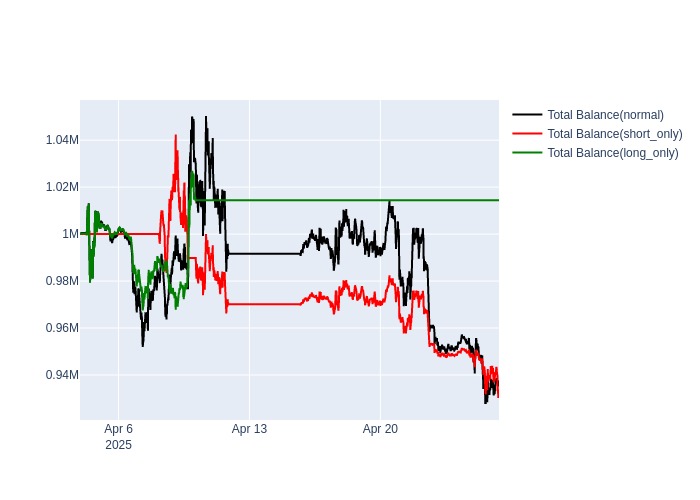 1.04M
1.02M
1M
0.98M
0.96M
0.94M
Apr 6
2025
Apr 13
Apr 20
Total Balance(normal)
Total Balance(short_only)
Total Balance(long_only)